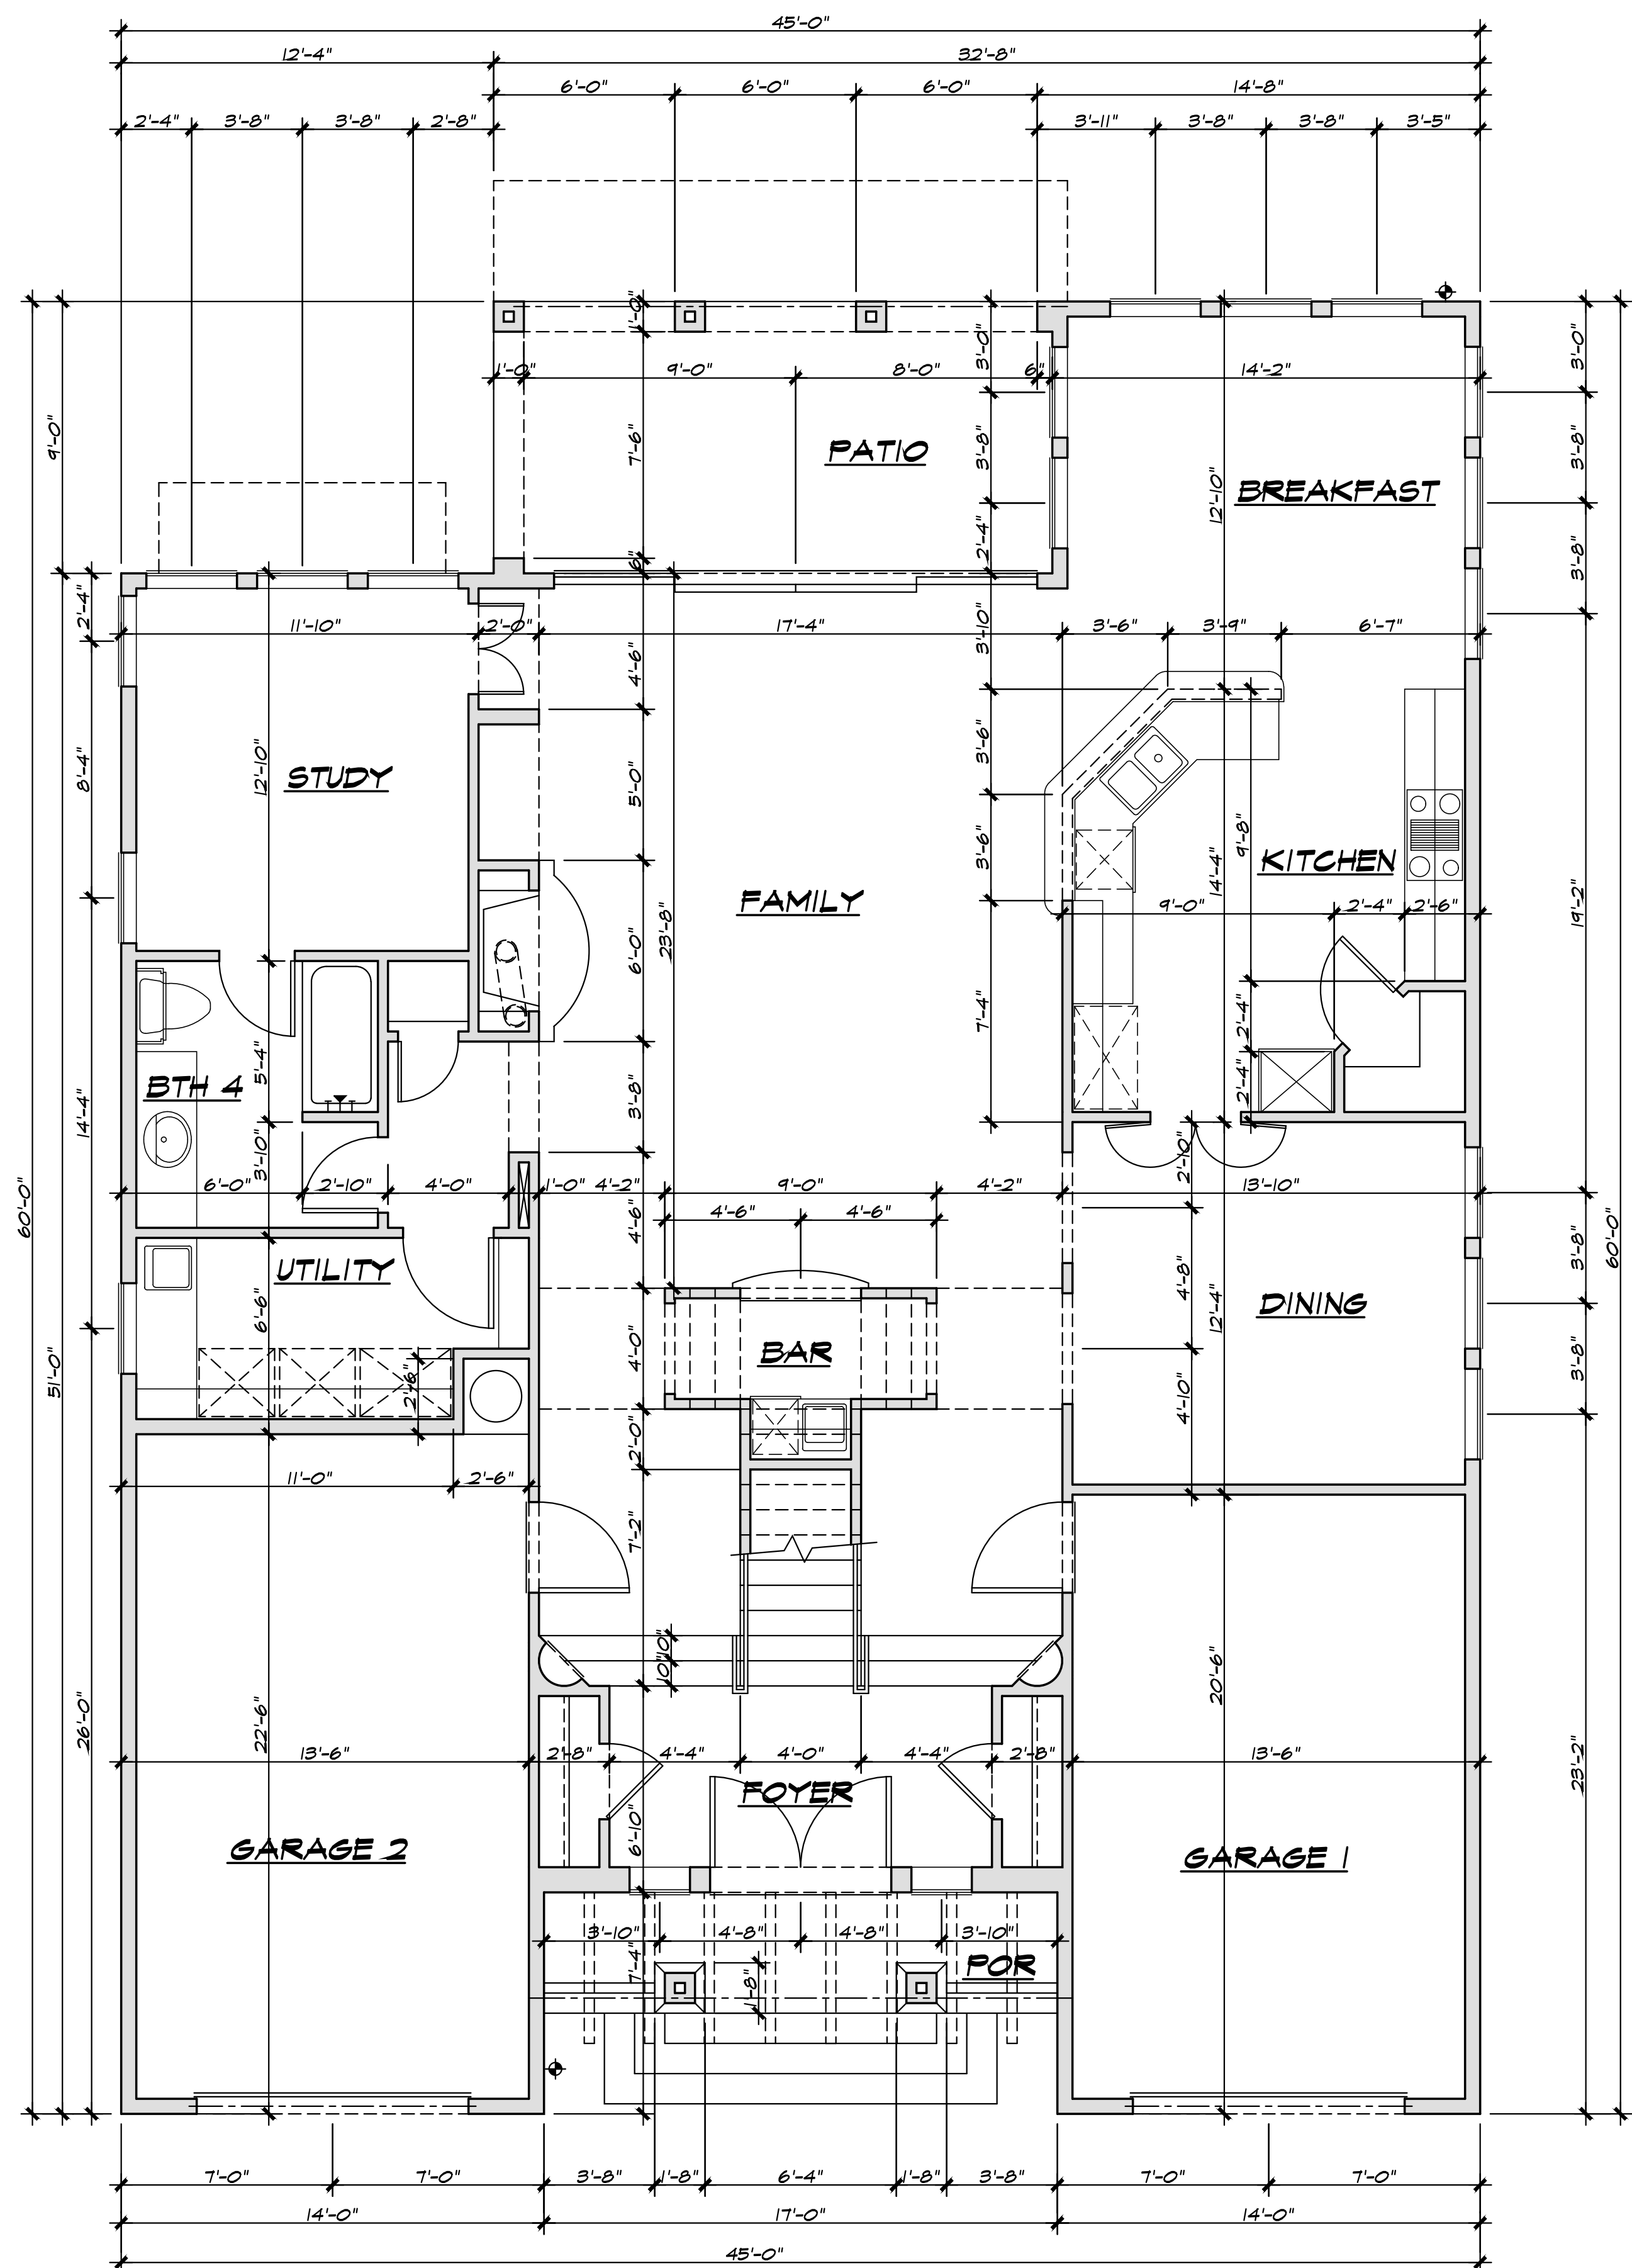 45'-0"
12'-4" 32'-8"
6'-0" 6'-0" 6'-0" 14'-8"
2'-4" 3'-8" 3'-8" 2'-8" 3'-11" 3'-8" 3'-8" 3'-5"
1'-0" 3'-0" 3'-0"
1'-0" 9'-0" 8'-0" 6" 14'-2"
9'-0" 7'-6" 3'-8" 3'-8"
PATIO
12'-10" BREAKFAST
6" 2'-4" 3'-8"
2'-4"
11'-10" 2'-0" 17'-4" 3'-6" 3'-9" 6'-7"
4'-6" 3'-10"
8'-4" 12'-10" STUDY 5'-0" 3'-6"
3'-6" 14'-4" 9'-8" KITCHEN
FAMILY
23'-8" 6'-0" 19'-2"
9'-0" 2'-4" 2'-6"
7'-4" 2'-4"
14'-4" BTH 4 5'-4" 3'-8" 2'-4"
3'-10" 2'-10"
60'-0" 6'-0" 2'-10" 4'-0" 1'-0" 4'-2" 9'-0" 4'-2" 13'-10" 60'-0"
4'-6" 4'-6" 4'-6"
UTILITY 4'-8" 3'-8"
6'-6" 12'-4" DINING
51'-0" 2'-6" 4'-0" BAR 4'-10" 3'-8"
2'-0"
11'-0" 2'-6"
7'-2"
10" 10"
26'-0" 22'-6" 20'-6"
13'-6" 2'-8" 4'-4" 4'-0" 4'-4" 2'-8" 13'-6" 23'-2"
FOYER
6'-10"
GARAGE 2 GARAGE 1
3'-10" 4'-8" 4'-8" 3'-10"
7'-4" 1'-8" POR
7'-0" 7'-0" 3'-8" 1'-8" 6'-4" 1'-8" 3'-8" 7'-0" 7'-0"
14'-0" 17'-0" 14'-0"
45'-0"